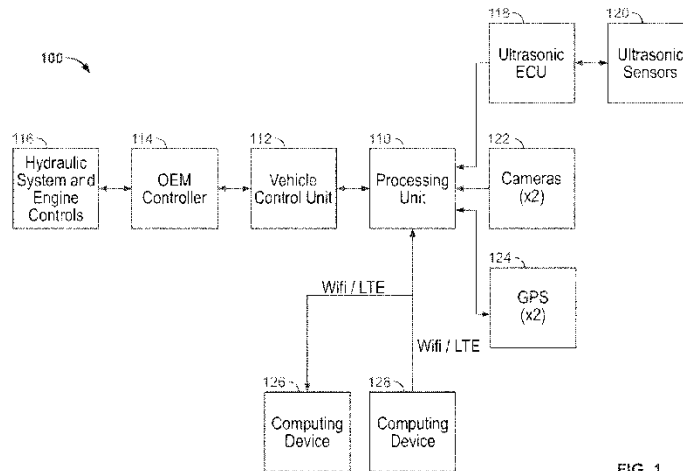 118
120
Ultrasonic
ECU
Ultrasonic
Sensors
100
116
114
112
110
122
Hydraulic
System and
Engine
Controls
OEM
Controller
Vehicle
Control Unit
Processing
Unit
Cameras
(x2)
124
GPS
(x2)
Wifi / LTE
Wifi / LTE
126
128
Computing
Device
Computing
Device
FIG. 1